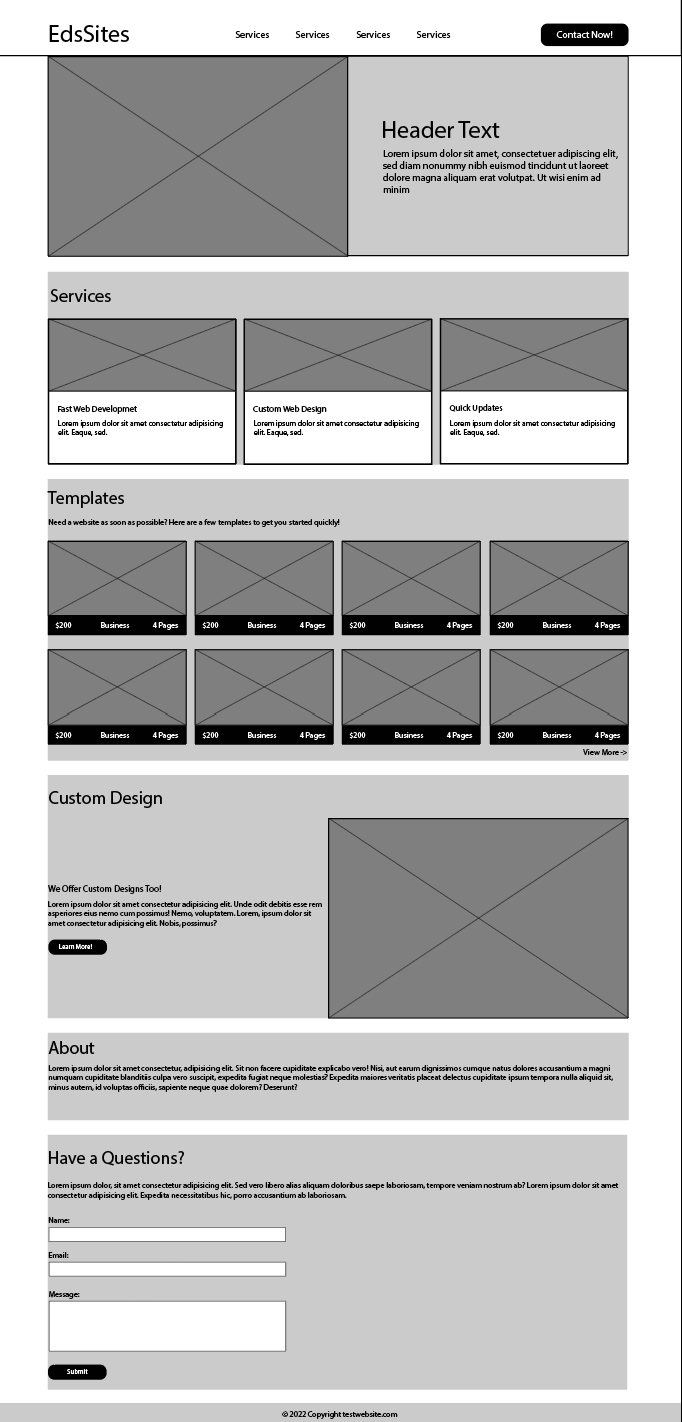 EdsSites
Services Services Services Services
Contact Now!
Header Text
Lorem ipsum dolor sit amet, consectetuer adipiscing elit,
sed diam nonummy nibh euismod tincidunt ut laoreet
dolore magna aliquam erat volutpat. Ut wisi enim ad
minim
Services
Fast Web Developmet
Lorem ipsum dolor sit amet consectetur adipisicing
elit. Eaque, sed.
Custom Web Design
Lorem ipsum dolor sit amet consectetur adipisicing
elit. Eaque, sed.
Quick Updates
Lorem ipsum dolor sit amet consectetur adipisicing
elit. Eaque, sed.
Templates
Need a website as soon as possible? Here are a few templates to get you started quickly!
$200 Business 4 Pages
$200 Business 4 Pages
$200 Business 4 Pages
$200 Business 4 Pages
$200 Business 4 Pages
$200 Business 4 Pages
$200 Business 4 Pages
$200 Business 4 Pages
View More ->
Custom Design
We Offer Custom Designs Too!
Lorem ipsum dolor sit amet consectetur adipisicing elit. Unde odit debitis esse rem
asperiores eius nemo cum possimus! Nemo, voluptatem. Lorem, ipsum dolor sit
amet consectetur adipisicing elit. Nobis, possimus?
Learn More!
About
Lorem ipsum dolor sit amet consectetur, adipisicing elit. Sit non facere cupiditate explicabo vero! Nisi, aut earum dignissimos cumque natus dolores accusantium a magni
numquam cupiditate blanditiis culpa vero suscipit, expedita fugiat neque molestias? Expedita maiores veritatis placeat delectus cupiditate ipsum tempora nulla aliquid sit,
minus autem, id voluptas officiis, sapiente neque quae dolorem? Deserunt?
Have a Questions?
Lorem ipsum dolor, sit amet consectetur adipisicing elit. Sed vero libero alias aliquam doloribus saepe laboriosam, tempore veniam nostrum ab? Lorem ipsum dolor sit amet
consectetur adipisicing elit. Expedita necessitatibus hic, porro accusantium ab laboriosam.
Name:
Email:
Message:
Submit
© 2022 Copyright testwebsite.com